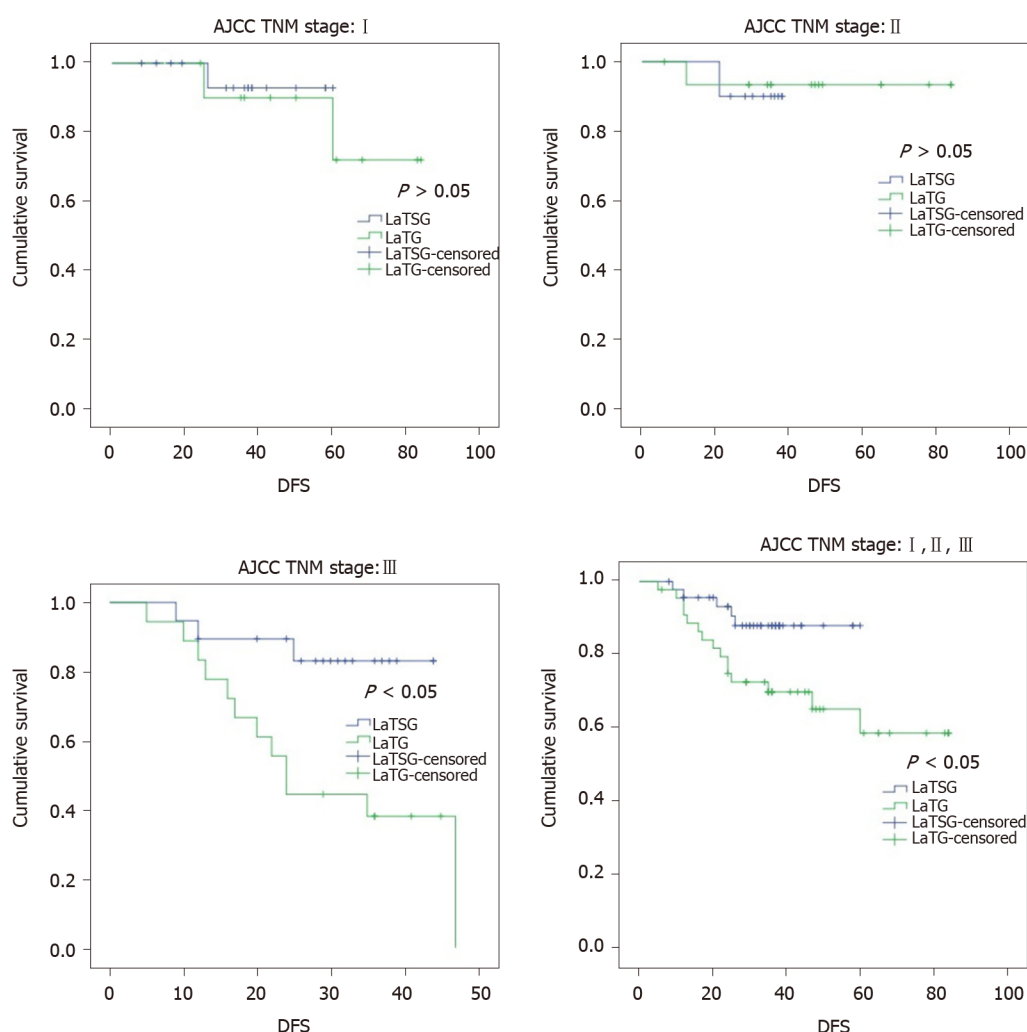 AJCC TNM stage: Ⅰ
1.0
0.8
0.6
0.4
0.2
0.0
Cumulative survival
P > 0.05
LaTSG
LaTG
LaTSG-censored
LaTG-censored
0 20 40 60 80 100
DFS
AJCC TNM stage: Ⅱ
1.0
0.8
0.6
0.4
0.2
0.0
Cumulative survival
P > 0.05
LaTSG
LaTG
LaTSG-censored
LaTG-censored
0 20 40 60 80 100
DFS
AJCC TNM stage: Ⅲ
1.0
0.8
0.6
0.4
0.2
0.0
Cumulative survival
P < 0.05
LaTSG
LaTG
LaTSG-censored
LaTG-censored
0 10 20 30 40 50
DFS
AJCC TNM stage: Ⅰ, Ⅱ, Ⅲ
1.0
0.8
0.6
0.4
0.2
0.0
Cumulative survival
P < 0.05
LaTSG
LaTG
LaTSG-censored
LaTG-censored
0 20 40 60 80 100
DFS